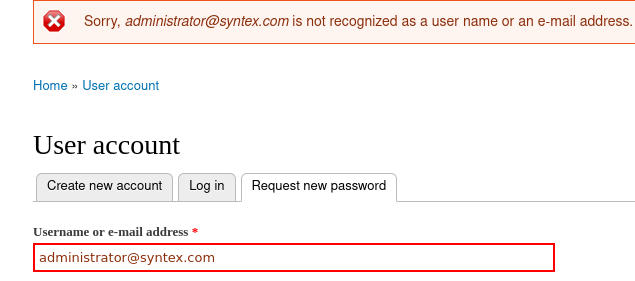 Sorry, administrator@syntex.com is not recognized as a user name or an e-mail address.
Home » User account
User account
Create new account Log in Request new password
Username or e-mail address *
administrator@syntex.com